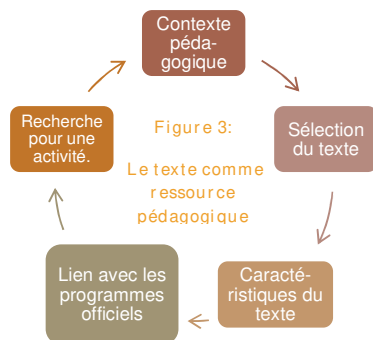 Contexte
péda-
gogique
Recherche
pour une
activité.
Figure 3:
Le texte comme
ressource
pédagogique
Sélection
du texte
Lien avec les
programmes
officiels
Caracté-
ristiques du
texte